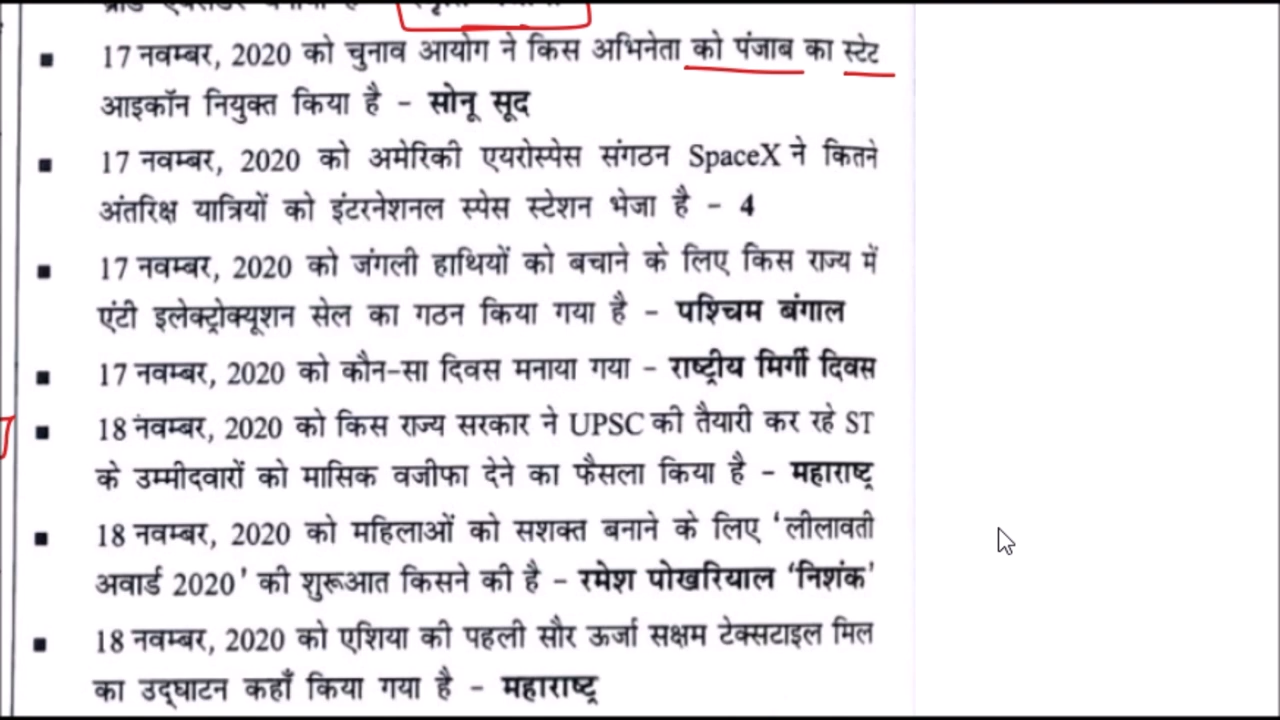 17 नवम्बर, 2020 को चुनाव आयोग ने किस अभिनेता को पंजाब का स्टेट
आइकॉन नियुक्त किया है - सोनू सूद
17 नवम्बर, 2020 को अमेरिकी एयरोस्पेस संगठन SpaceX ने कितने
अंतरिक्ष यात्रियों को इंटरनेशनल स्पेस स्टेशन भेजा है - 4
17 नवम्बर, 2020 को जंगली हाथियों को बचाने के लिए किस राज्य में
एंटी इलेक्ट्रोक्यूशन सेल का गठन किया गया है - पश्चिम बंगाल
17 नवम्बर, 2020 को कौन-सा दिवस मनाया गया - राष्ट्रीय मिर्गी दिवस
18 नवम्बर, 2020 को किस राज्य सरकार ने UPSC की तैयारी कर रहे ST
के उम्मीदवारों को मासिक वजीफा देने का फैसला किया है - महाराष्ट्र
18 नवम्बर, 2020 को महिलाओं को सशक्त बनाने के लिए ‘लीलावती
अवार्ड 2020’ की शुरूआत किसने की है - रमेश पोखरियाल ‘निशंक’
18 नवम्बर, 2020 को एशिया की पहली सौर ऊर्जा सक्षम टेक्सटाइल मिल
का उद्घाटन कहाँ किया गया है - महाराष्ट्र